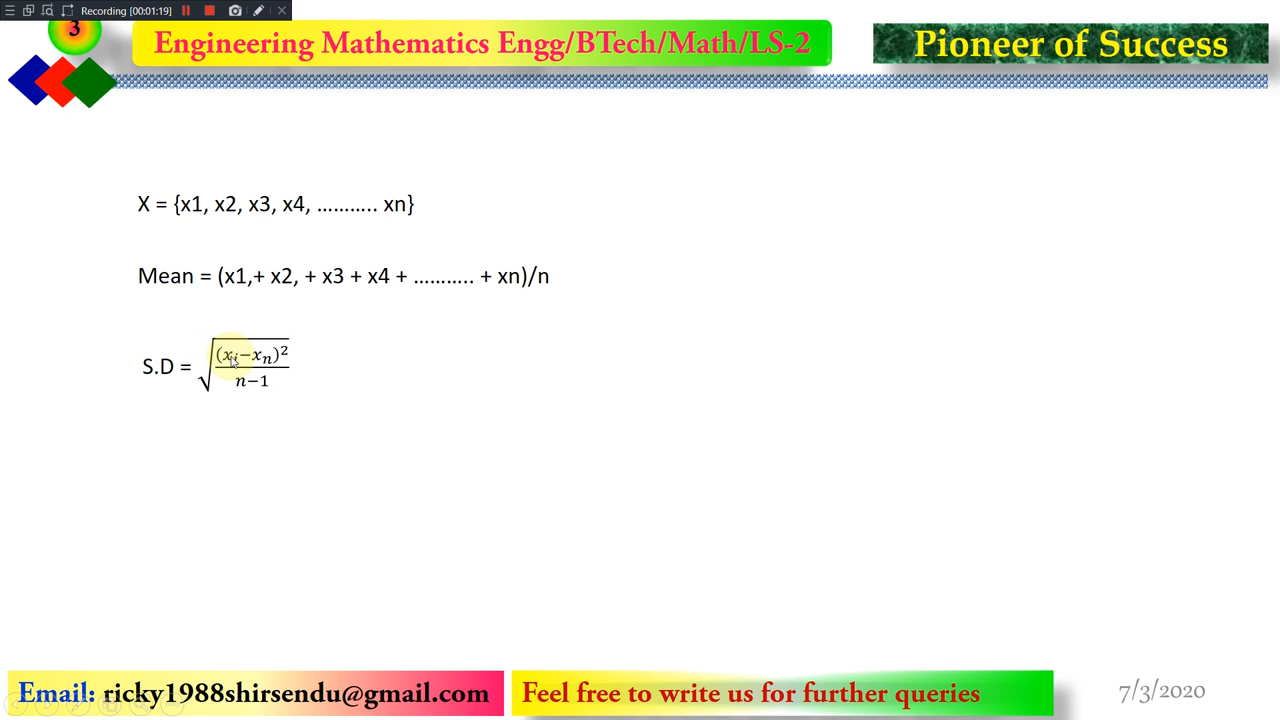 Recording [00:01:19]
3
Engineering Mathematics Engg/BTech/Math/LS-2
Pioneer of Success
X = {x1, x2, x3, x4, ……….. xn}
Mean = (x1,+ x2, + x3 + x4 + ……….. + xn)/n
S.D = √((xᵢ−xₙ)²/(n−1))
Email: ricky1988shirsendu@gmail.com
Feel free to write us for further queries
7/3/2020